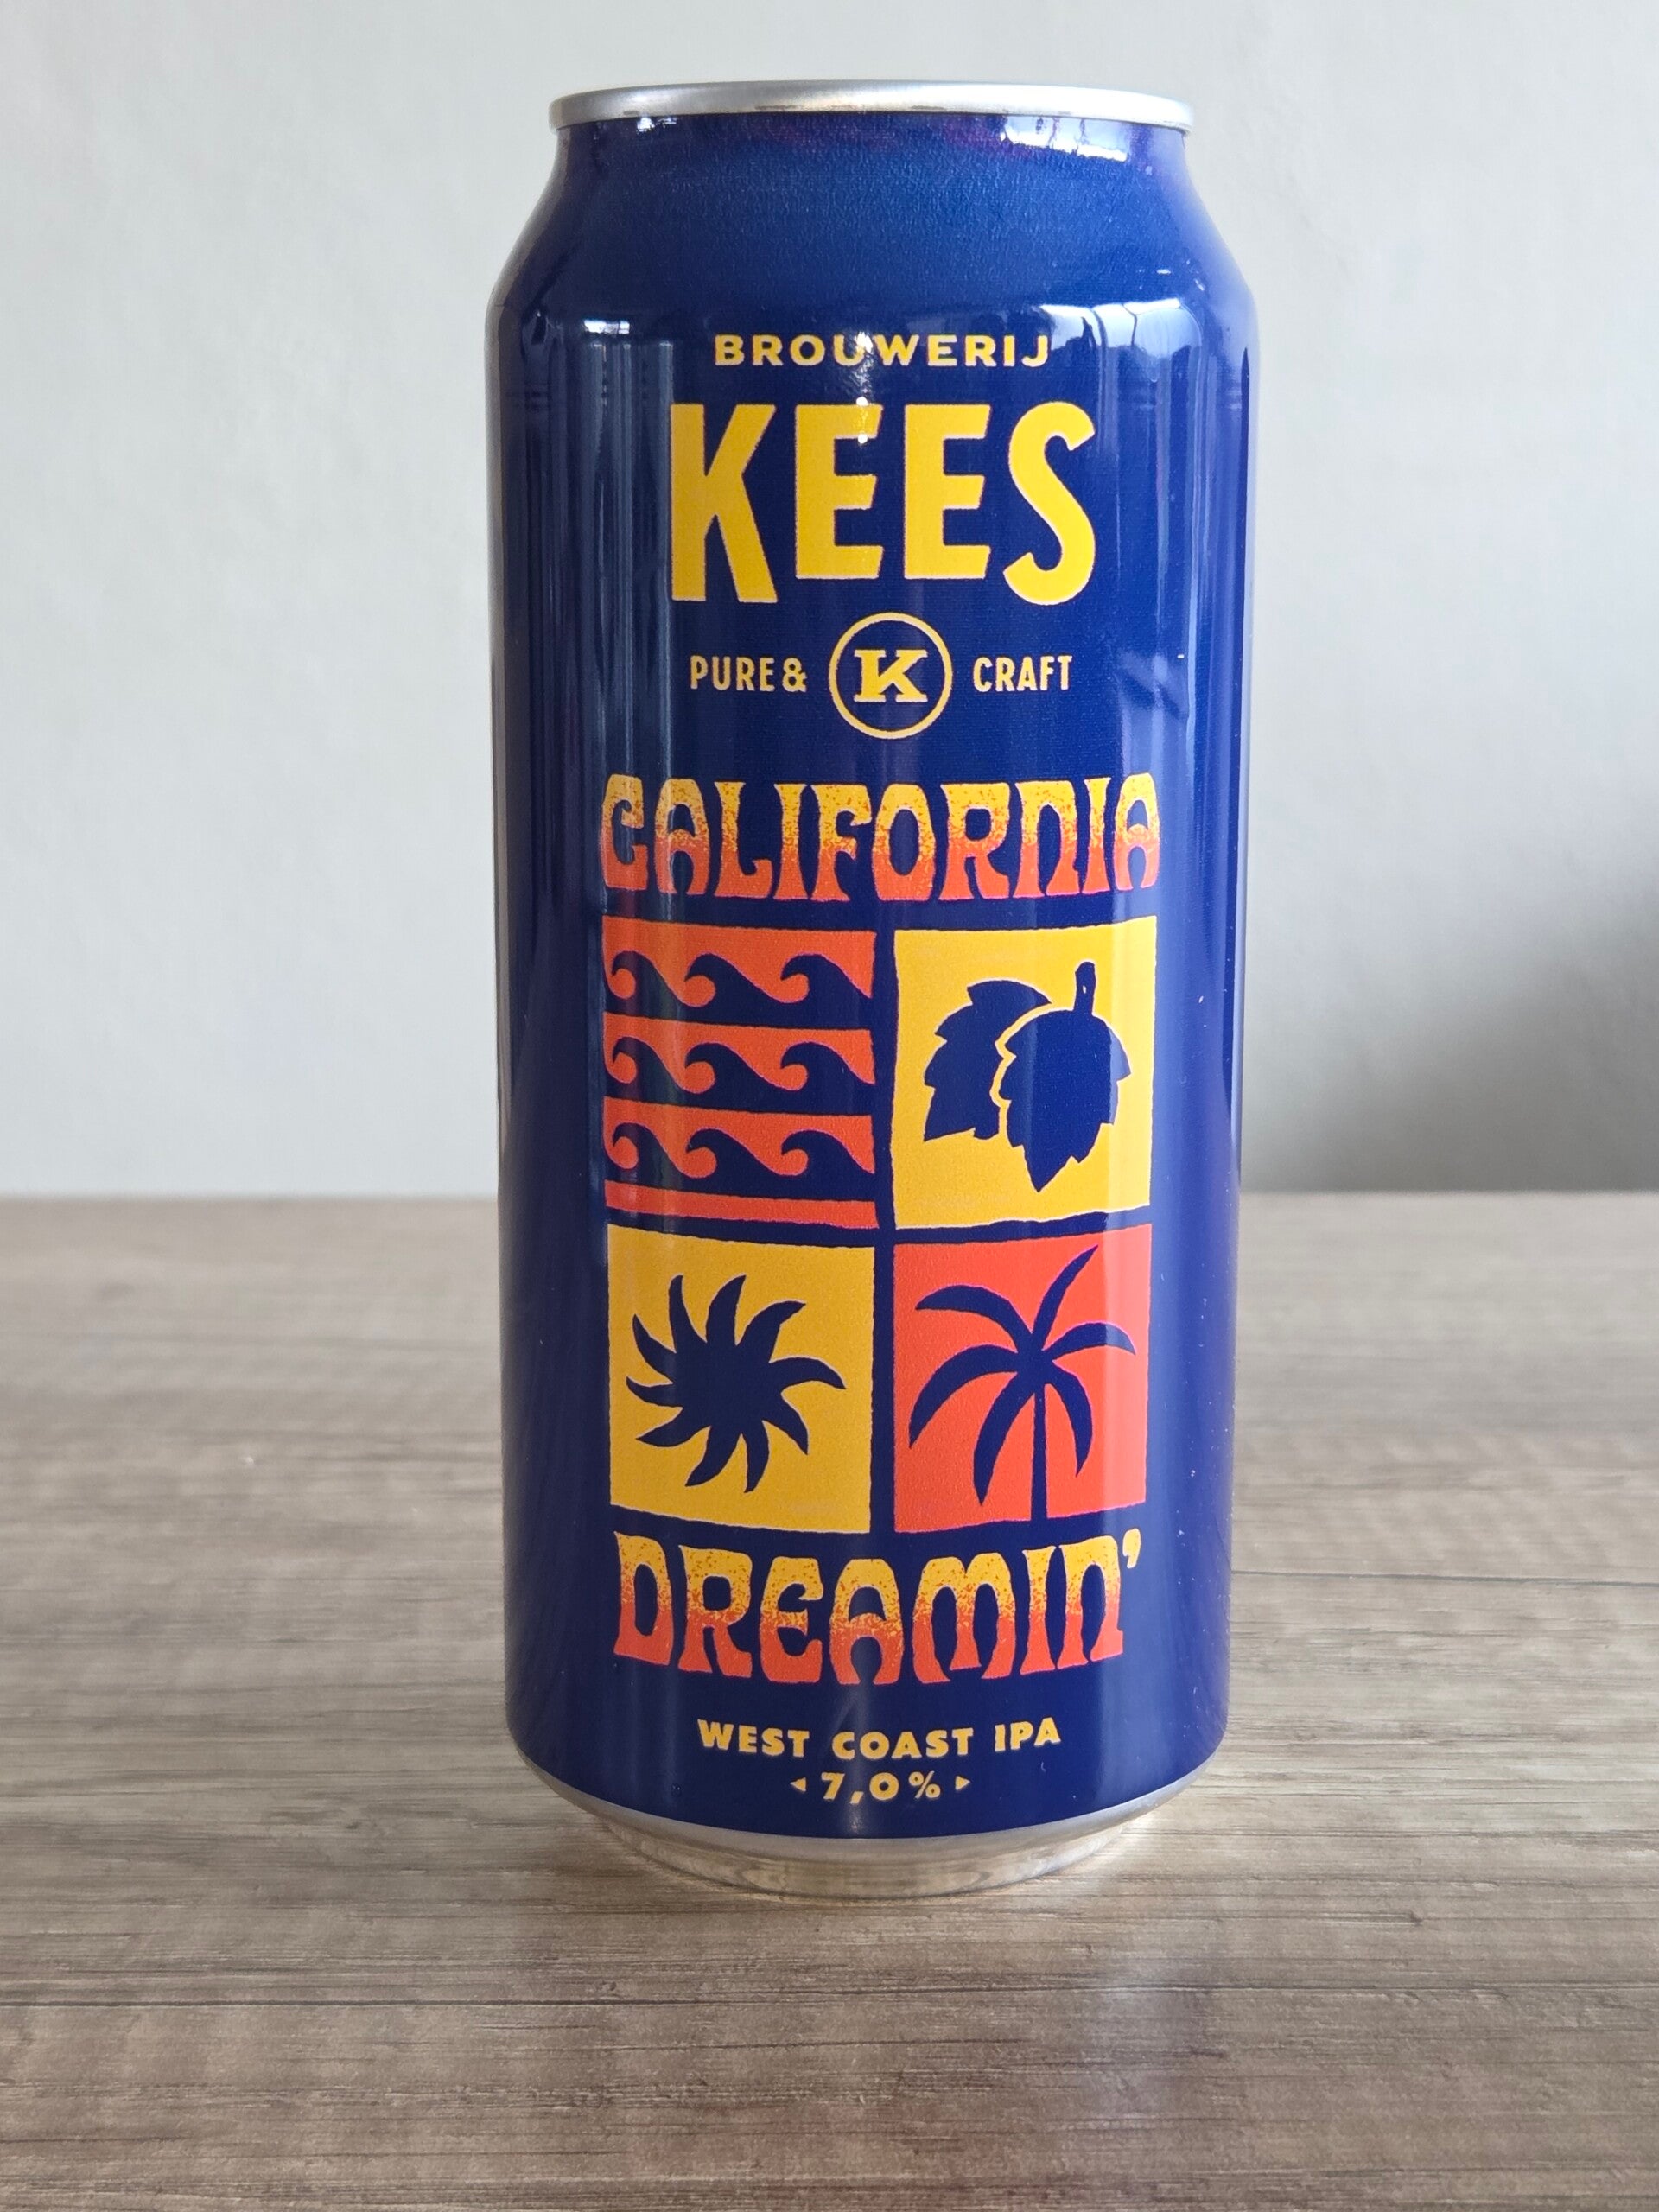 BROUWERIJ
KEES
PURE & K CRAFT
CALIFORNIA
DREAMIN'
WEST COAST IPA
7,0%